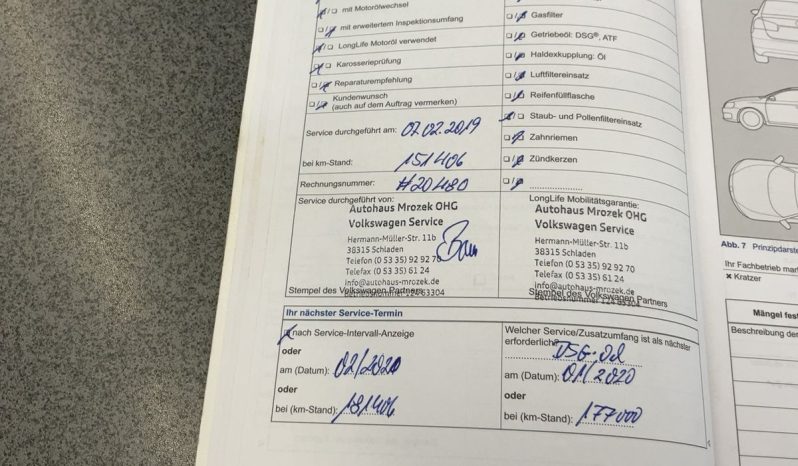 mit Motorölwechsel
mit erweitertem Inspektionsumfang
LongLife Motoröl verwendet
Karosserieprüfung
Reparaturempfehlung
Kundenwunsch
(auch auf dem Auftrag vermerken)
Service durchgeführt am: 07.02.2019
bei km-Stand: 151406
Rechnungsnummer: #20480
Service durchgeführt von:
Autohaus Mrozek OHG
Volkswagen Service
Hermann-Müller-Str. 11b
38315 Schladen
Telefon (0 53 35) 92 92 70
Telefax (0 53 35) 61 24
info@autohaus-mrozek.de
Stempel des Volkswagen Partners
Gasfilter
Getriebeöl: DSG®, ATF
Haldexkupplung: Öl
Luftfiltereinsatz
Reifenfüllflasche
Staub- und Pollenfiltereinsatz
Zahnriemen
Zündkerzen
LongLife Mobilitätsgarantie:
Autohaus Mrozek OHG
Volkswagen Service
Hermann-Müller-Str. 11b
38315 Schladen
Telefon (0 53 35) 92 92 70
Telefax (0 53 35) 61 24
info@autohaus-mrozek.de
Stempel des Volkswagen Partners
Ihr nächster Service-Termin
nach Service-Intervall-Anzeige
oder
am (Datum): 02/2020
oder
bei (km-Stand): 181406
Welcher Service/Zusatzumfang ist als nächster
erforderlich: DSG-Öl
am (Datum): 01/2020
oder
bei (km-Stand): 177000
Abb. 7 Prinzipdarste
Ihr Fachbetrieb mar
× Kratzer
Mängel fest
Beschreibung der